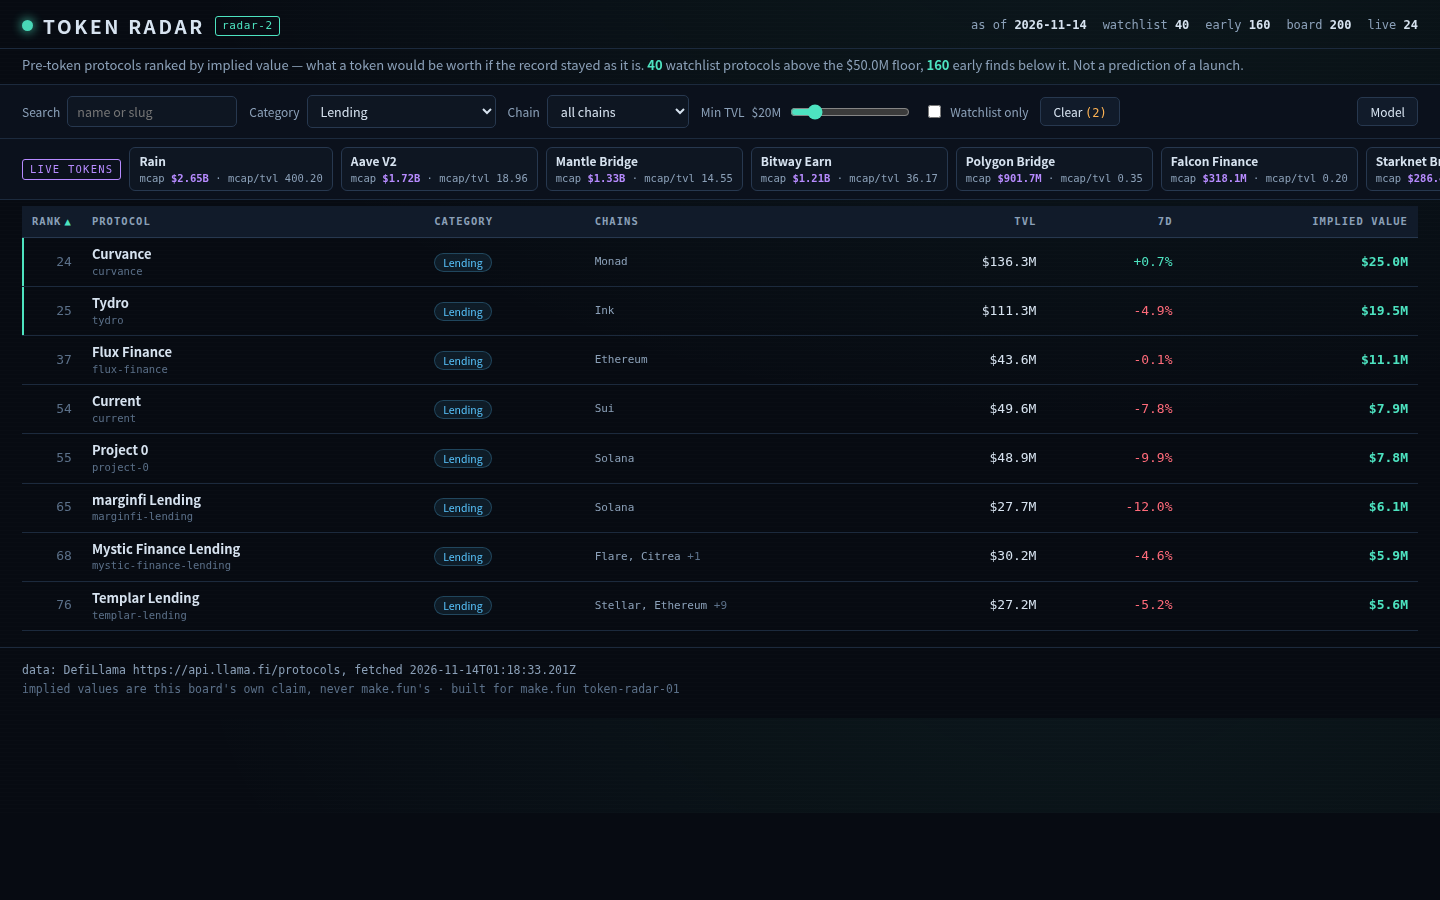 TOKEN RADAR radar-2 as of 2026-11-14 watchlist 40 early 160 board 200 live 24
Pre-token protocols ranked by implied value — what a token would be worth if the record stayed as it is. 40 watchlist protocols above the $50.0M floor, 160 early finds below it. Not a prediction of a launch.
Search name or slug Category Lending Chain all chains Min TVL $20M Watchlist only Clear (2) Model
LIVE TOKENS
Rain
mcap $2.65B · mcap/tvl 400.20
Aave V2
mcap $1.72B · mcap/tvl 18.96
Mantle Bridge
mcap $1.33B · mcap/tvl 14.55
Bitway Earn
mcap $1.21B · mcap/tvl 36.17
Polygon Bridge
mcap $901.7M · mcap/tvl 0.35
Falcon Finance
mcap $318.1M · mcap/tvl 0.20
Starknet
mcap $286.
RANK ▲ PROTOCOL CATEGORY CHAINS TVL 7D IMPLIED VALUE
24 Curvance Lending Monad $136.3M +0.7% $25.0M
curvance
25 Tydro Lending Ink $111.3M -4.9% $19.5M
tydro
37 Flux Finance Lending Ethereum $43.6M -0.1% $11.1M
flux-finance
54 Current Lending Sui $49.6M -7.8% $7.9M
current
55 Project 0 Lending Solana $48.9M -9.9% $7.8M
project-0
65 marginfi Lending Lending Solana $27.7M -12.0% $6.1M
marginfi-lending
68 Mystic Finance Lending Lending Flare, Citrea +1 $30.2M -4.6% $5.9M
mystic-finance-lending
76 Templar Lending Lending Stellar, Ethereum +9 $27.2M -5.2% $5.6M
templar-lending
data: DefiLlama https://api.llama.fi/protocols, fetched 2026-11-14T01:18:33.201Z
implied values are this board's own claim, never make.fun's · built for make.fun token-radar-01